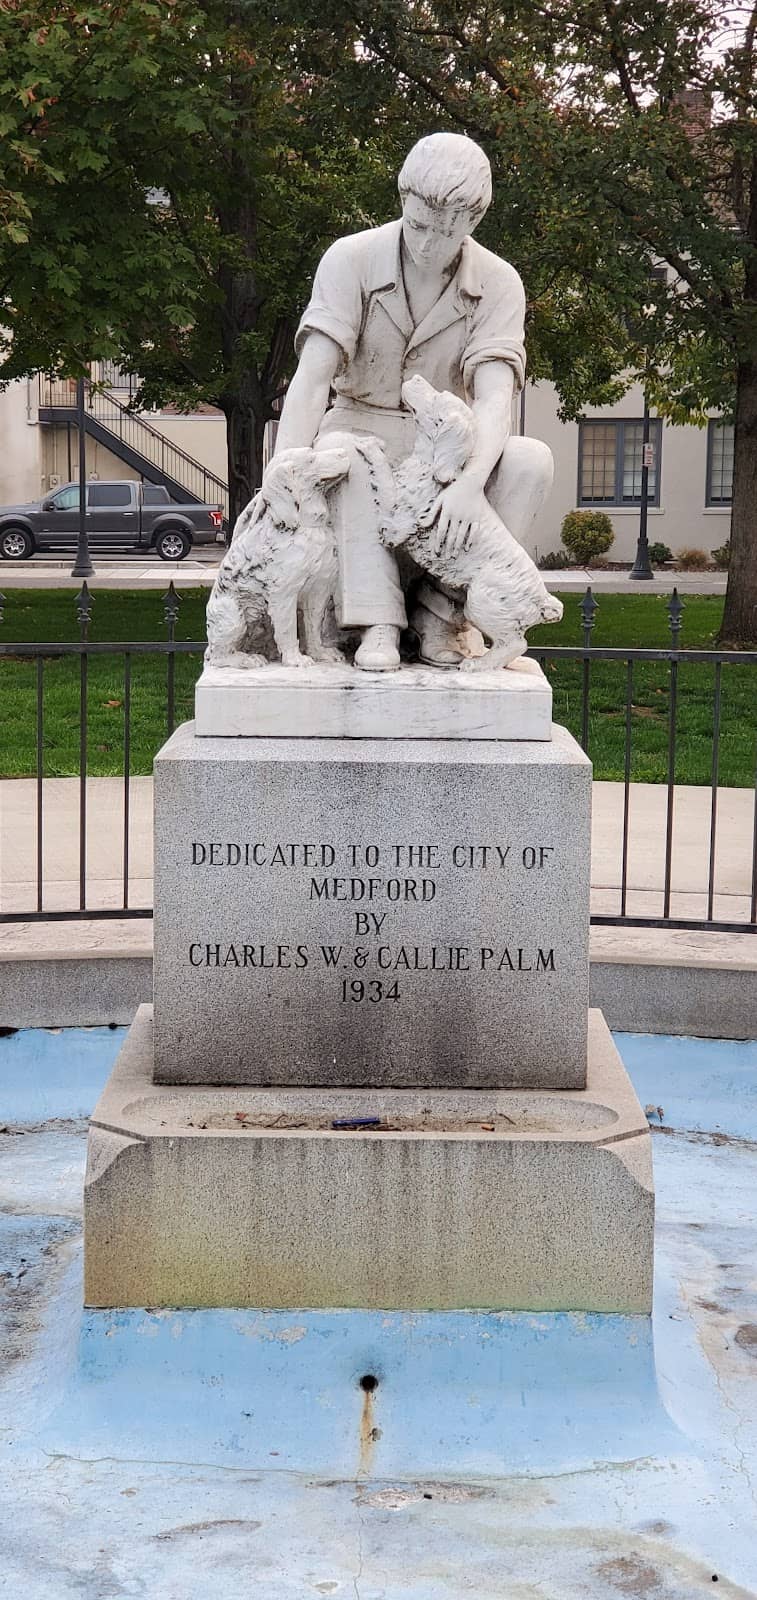 DEDICATED TO THE CITY OF
MEDFORD
BY
CHARLES W. & CALLIE PALM
1934